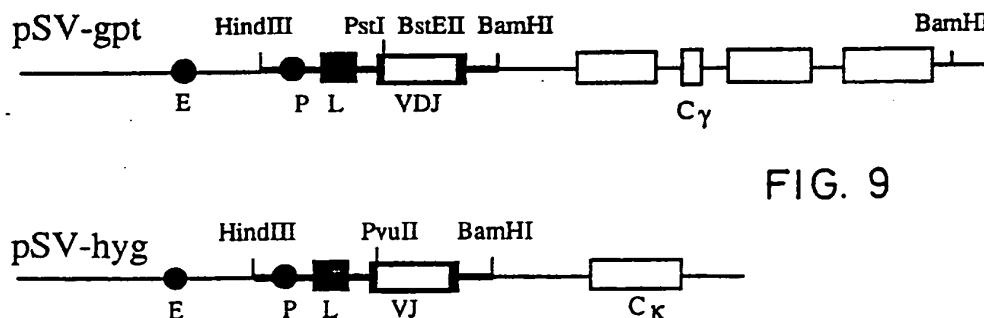 pSV-gpt
HindIII PstI BstEII BamHI BamHI
E P L VDJ Cγ
FIG. 9
pSV-hyg
HindIII PvuII BamHI
E P L VJ Cκ